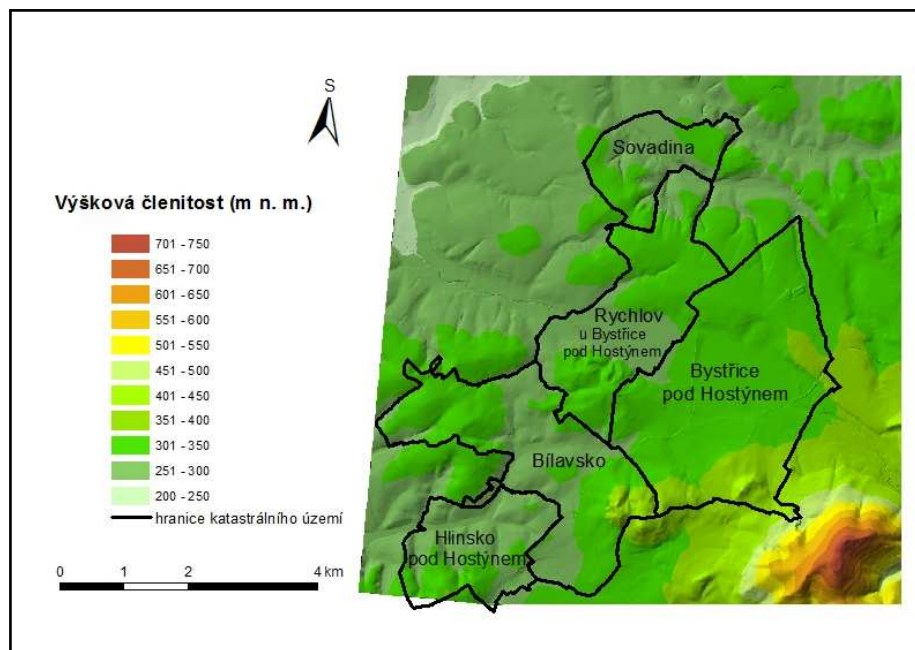 S
Výšková členitost (m n. m.)
701 - 750
651 - 700
601 - 650
551 - 600
501 - 550
451 - 500
401 - 450
351 - 400
301 - 350
251 - 300
200 - 250
hranice katastrálního území
0 1 2 4 km
Sovadina
Rychlov
u Bystřice
pod Hostýnem
Bystřice
pod Hostýnem
Bílavsko
Hlinsko
pod Hostýnem